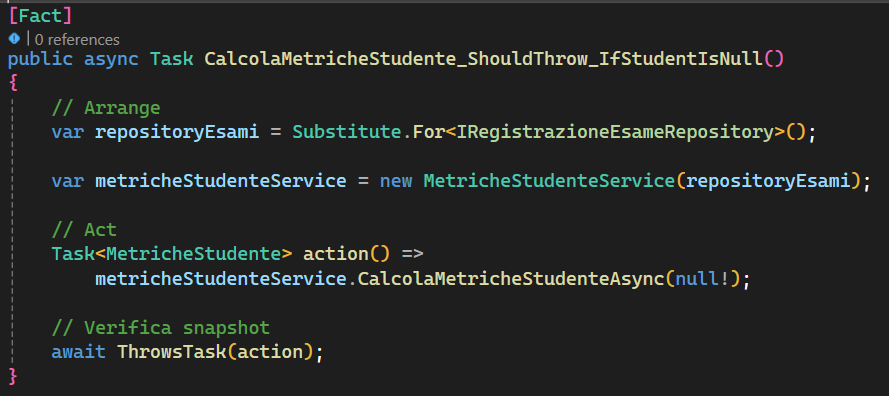 [Fact]
| 0 references
public async Task CalcolaMetricheStudente_ShouldThrow_IfStudentIsNull()
{
// Arrange
var repositoryEsami = Substitute.For<IRegistrazioneEsameRepository>();
var metricheStudenteService = new MetricheStudenteService(repositoryEsami);
// Act
Task<MetricheStudente> action() =>
metricheStudenteService.CalcolaMetricheStudenteAsync(null!);
// Verifica snapshot
await ThrowsTask(action);
}